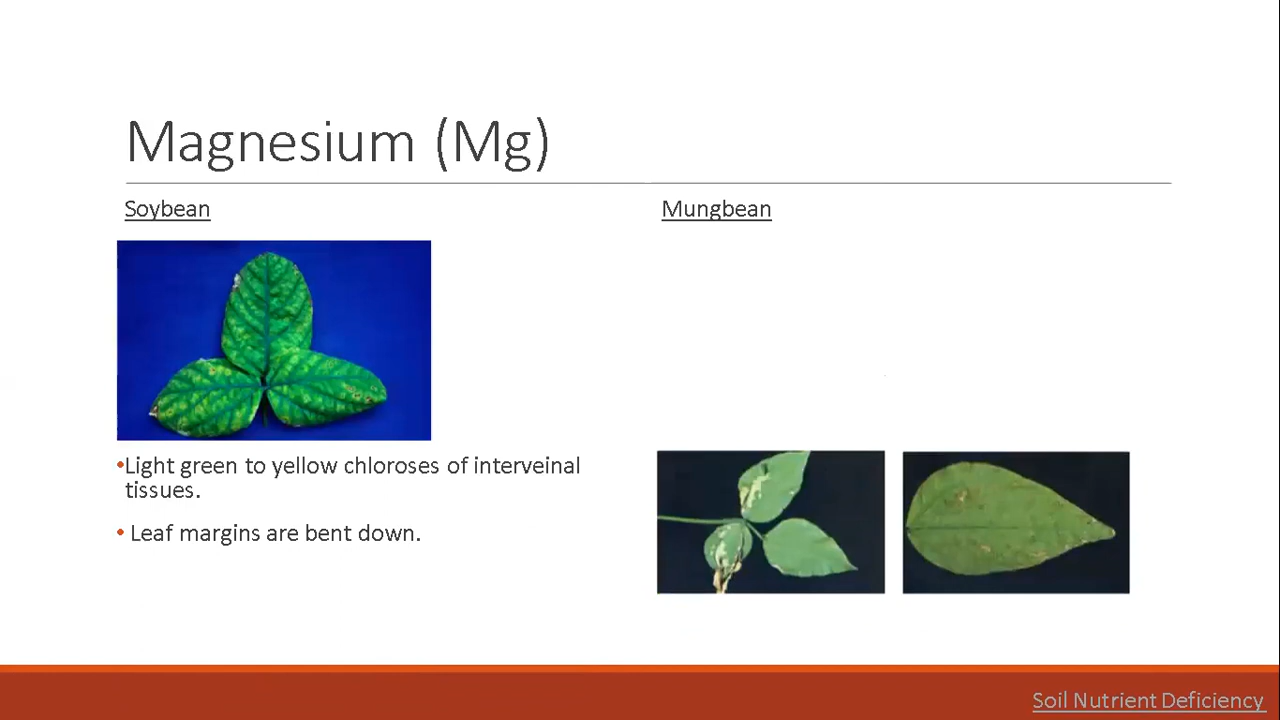 Magnesium (Mg)
Soybean
Mungbean
•Light green to yellow chloroses of interveinal
tissues.
• Leaf margins are bent down.
Soil Nutrient Deficiency